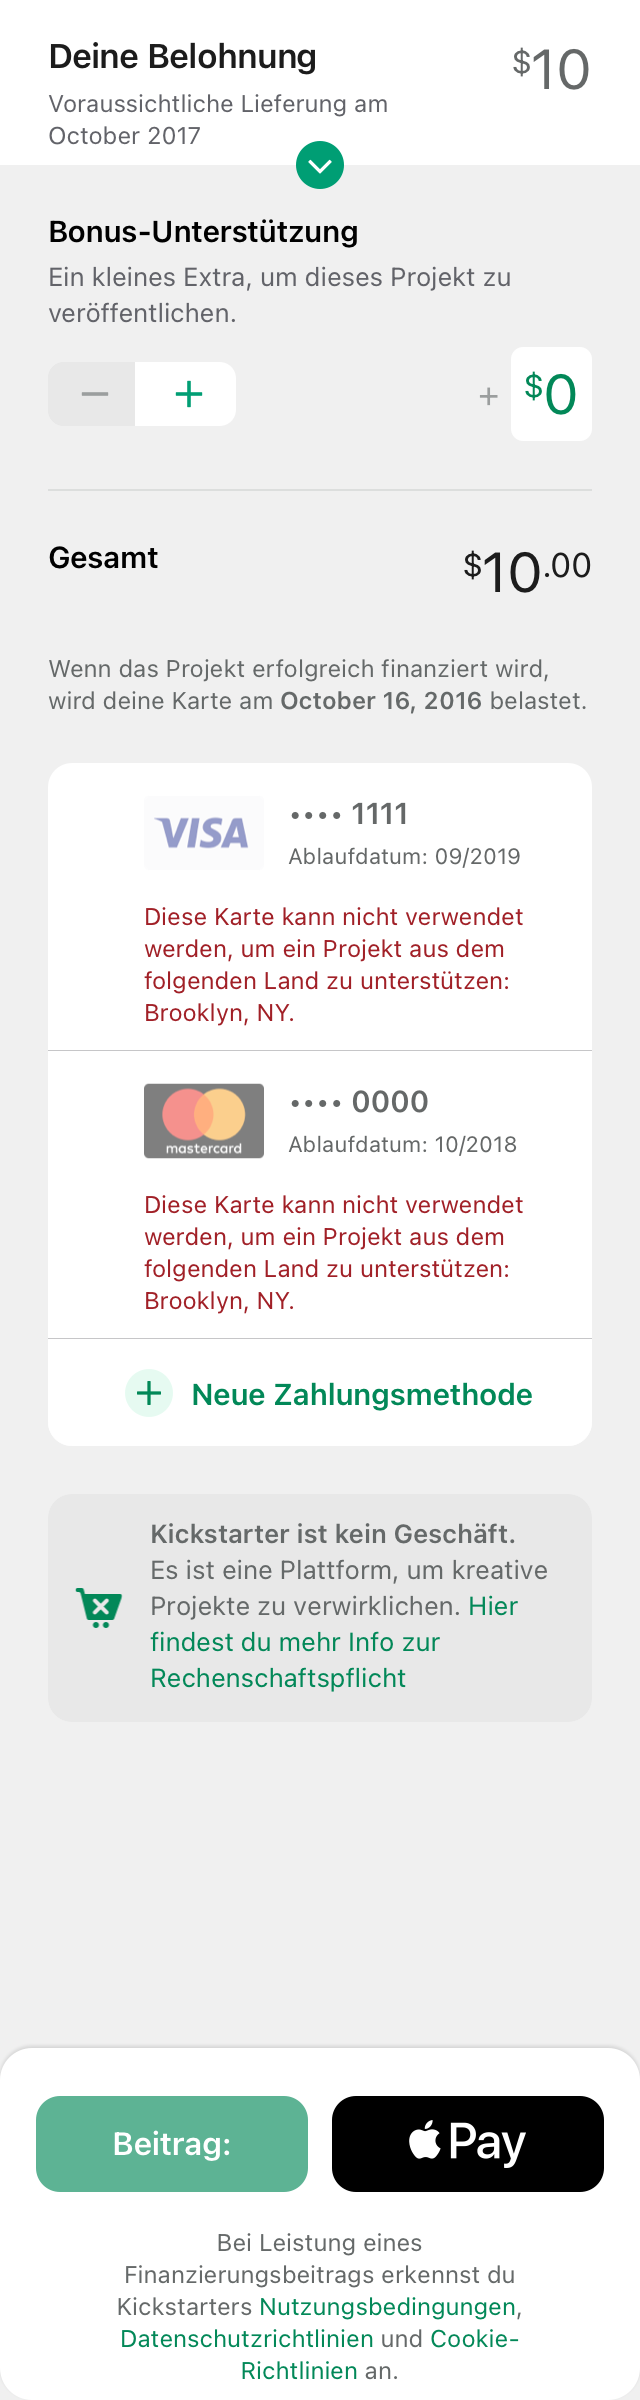 Deine Belohnung
$10
Voraussichtliche Lieferung am
October 2017
Bonus-Unterstützung
Ein kleines Extra, um dieses Projekt zu
veröffentlichen.
− + + $0
Gesamt
$10.00
Wenn das Projekt erfolgreich finanziert wird,
wird deine Karte am October 16, 2016 belastet.
VISA
•••• 1111
Ablaufdatum: 09/2019
Diese Karte kann nicht verwendet
werden, um ein Projekt aus dem
folgenden Land zu unterstützen:
Brooklyn, NY.
mastercard
•••• 0000
Ablaufdatum: 10/2018
Diese Karte kann nicht verwendet
werden, um ein Projekt aus dem
folgenden Land zu unterstützen:
Brooklyn, NY.
+ Neue Zahlungsmethode
Kickstarter ist kein Geschäft.
Es ist eine Plattform, um kreative
Projekte zu verwirklichen. Hier
findest du mehr Info zur
Rechenschaftspflicht
Beitrag:
Pay
Bei Leistung eines
Finanzierungsbeitrags erkennst du
Kickstarters Nutzungsbedingungen,
Datenschutzrichtlinien und Cookie-
Richtlinien an.